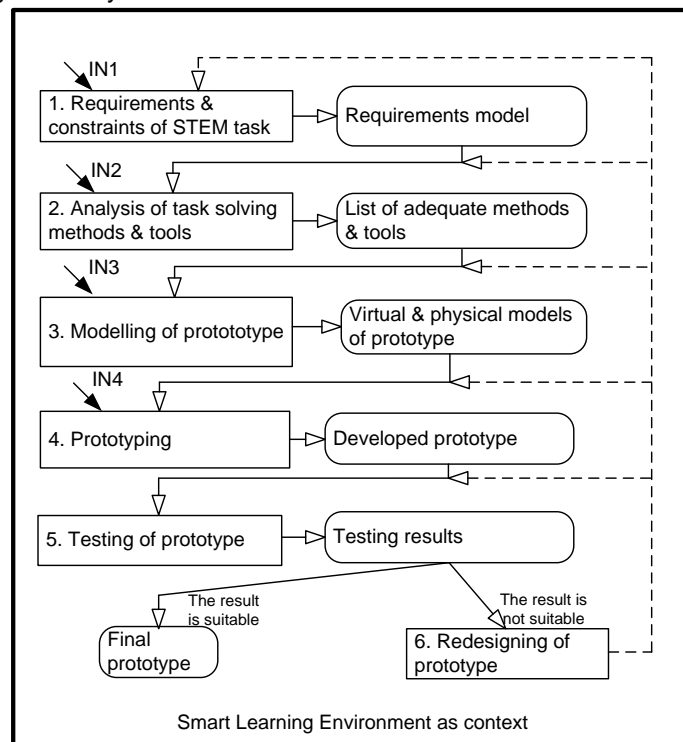 IN1
1. Requirements &
constraints of STEM task
Requirements model
IN2
2. Analysis of task solving
methods & tools
List of adequate methods
& tools
IN3
3. Modelling of protototype
Virtual & physical models
of prototype
IN4
4. Prototyping
Developed prototype
5. Testing of prototype
Testing results
The result
is suitable
The result is
not suitable
Final
prototype
6. Redesigning of
prototype
Smart Learning Environment as context